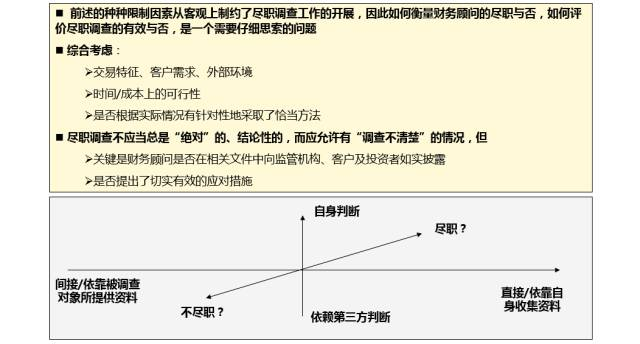 ■ 前述的种种限制因素从客观上制约了尽职调查工作的开展，因此如何衡量财务顾问的尽职与否，如何评
价尽职调查的有效与否，是一个需要仔细思索的问题
■ 综合考虑：
➢交易特征、客户需求、外部环境
➢时间/成本上的可行性
➢是否根据实际情况有针对性地采取了恰当方法
■ 尽职调查不应当总是“绝对”的、结论性的，而应允许有“调查不清楚”的情况，但
➢关键是财务顾问是否在相关文件中向监管机构、客户及投资者如实披露
➢是否提出了切实有效的应对措施
自身判断
尽职？
间接/依靠被调查
对象所提供资料
直接/依靠自
身收集资料
不尽职？
依赖第三方判断